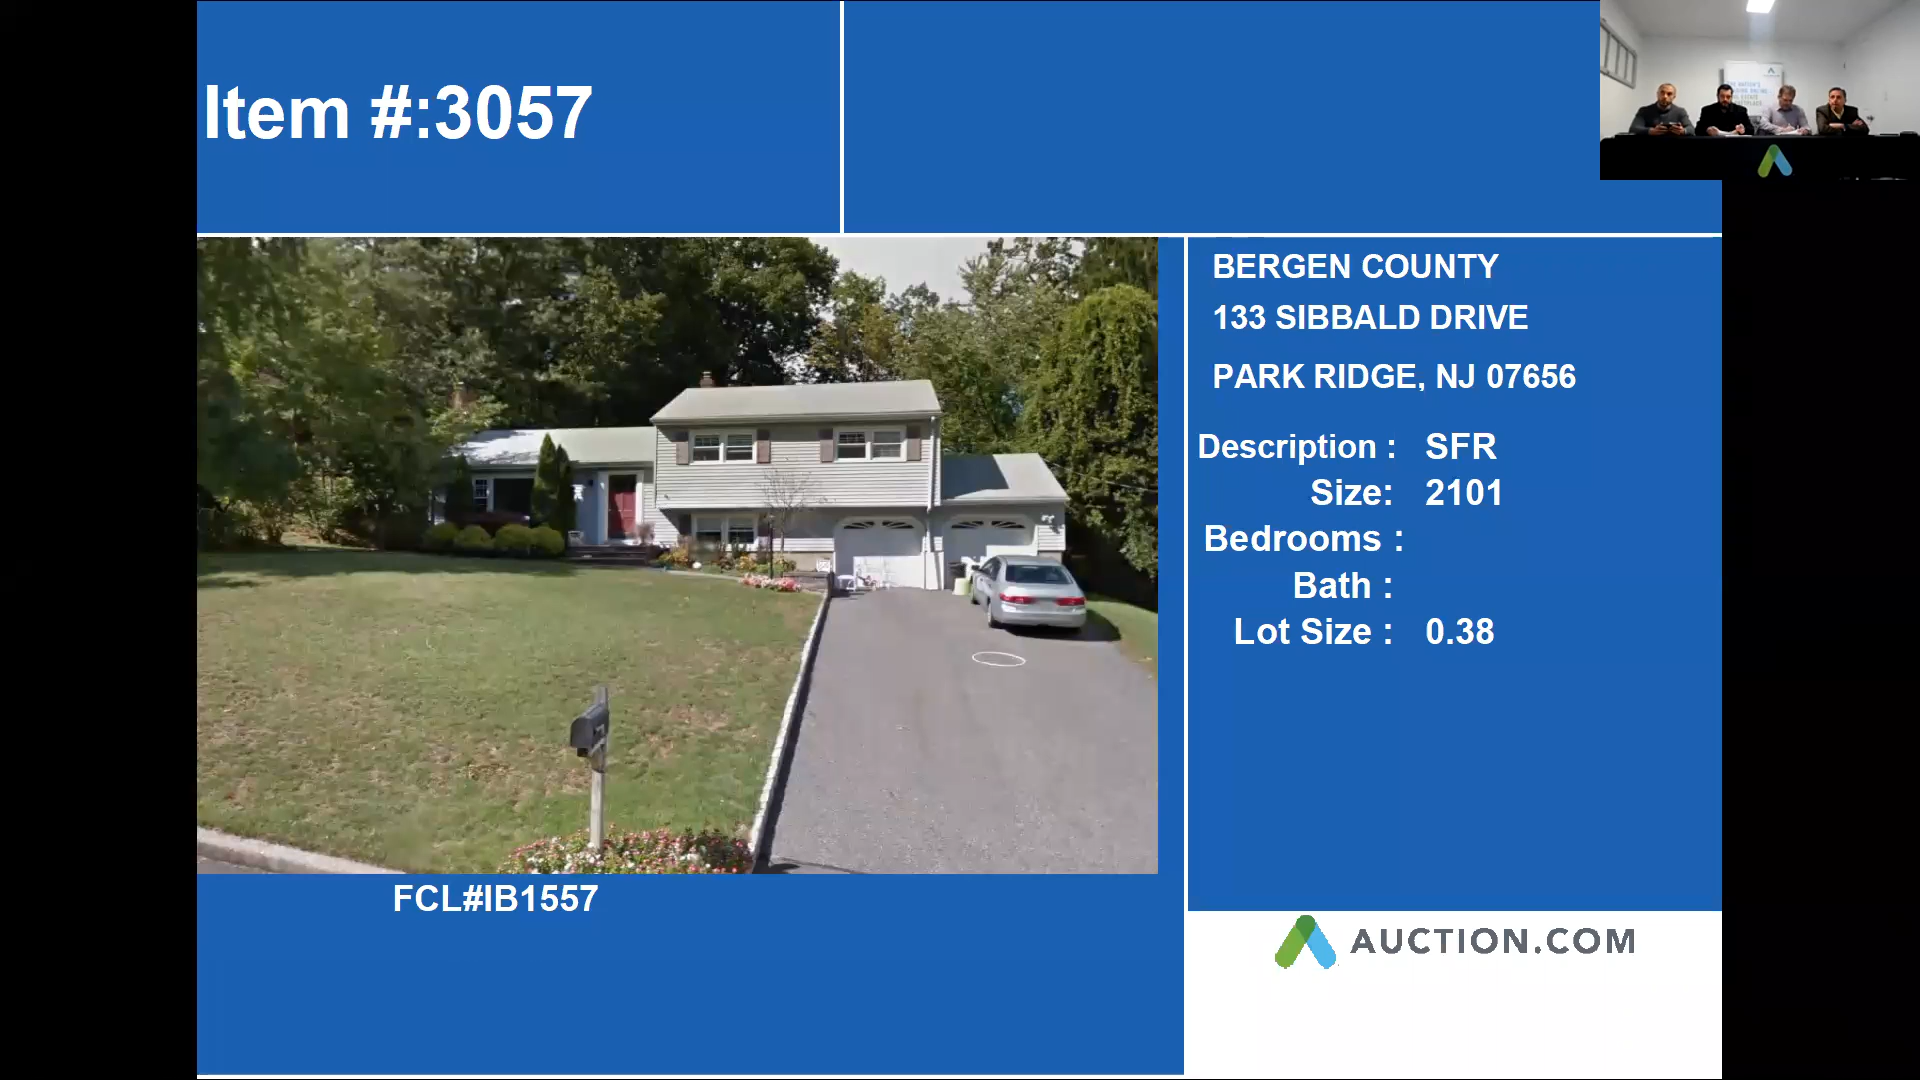 Item #:3057
BERGEN COUNTY
133 SIBBALD DRIVE
PARK RIDGE, NJ 07656
Description : SFR
Size: 2101
Bedrooms :
Bath :
Lot Size : 0.38
FCL#IB1557
AUCTION.COM